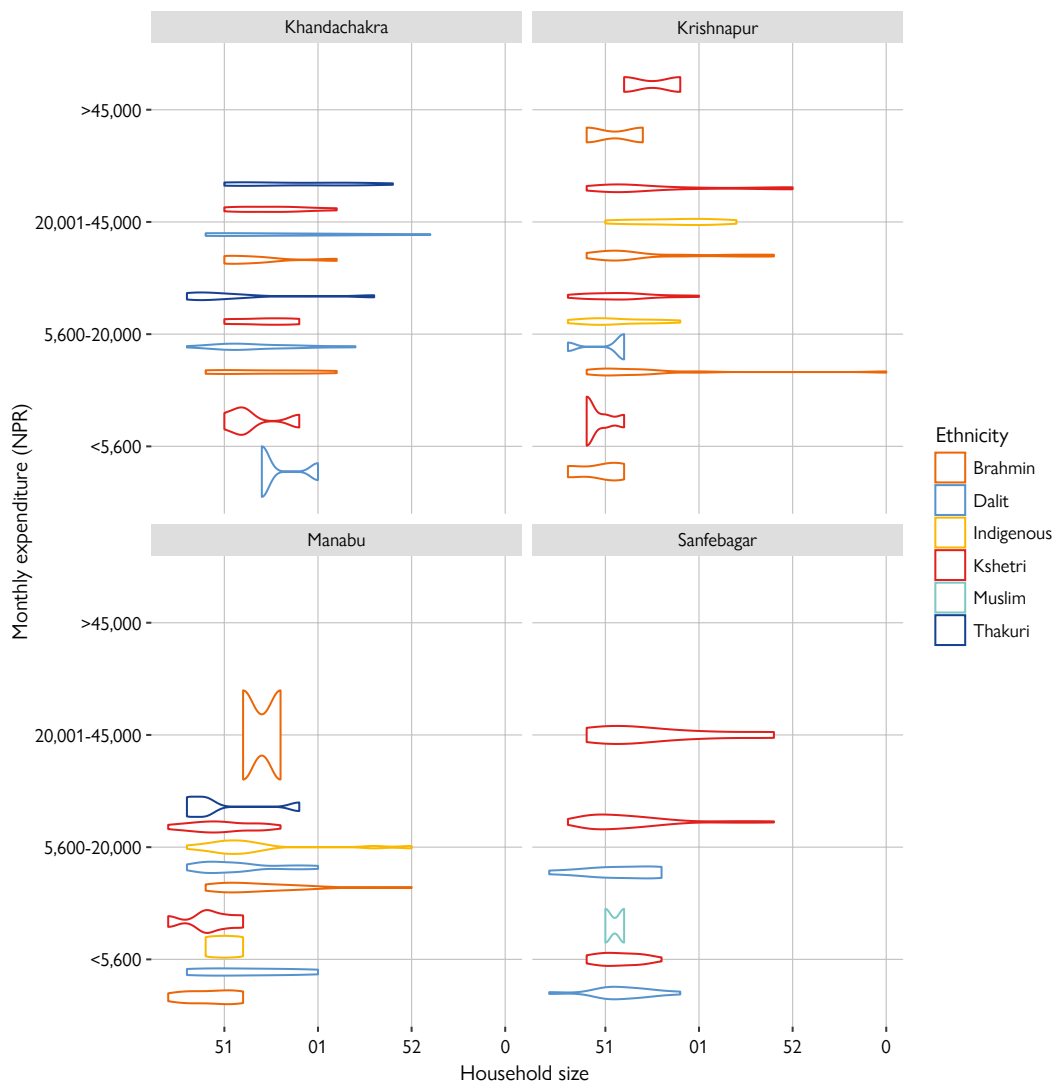 Khandachakra
Krishnapur
>45,000
20,001-45,000
5,600-20,000
<5,600
Manabu
Sanfebagar
>45,000
20,001-45,000
5,600-20,000
<5,600
51 01 52 0
51 01 52 0
Household size
Monthly expenditure (NPR)
Ethnicity
Brahmin
Dalit
Indigenous
Kshetri
Muslim
Thakuri